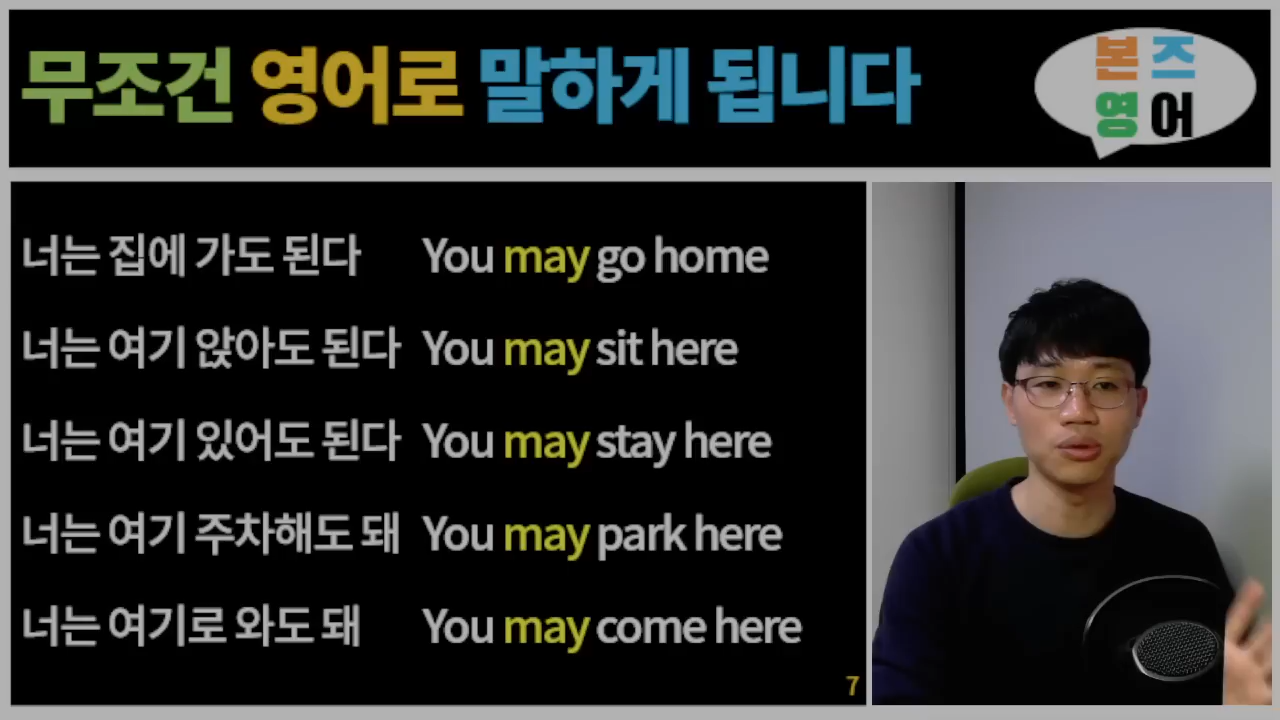 무조건 영어로 말하게 됩니다
본즈
영어
너는 집에 가도 된다 You may go home
너는 여기 앉아도 된다 You may sit here
너는 여기 있어도 된다 You may stay here
너는 여기 주차해도 돼 You may park here
너는 여기로 와도 돼 You may come here
7